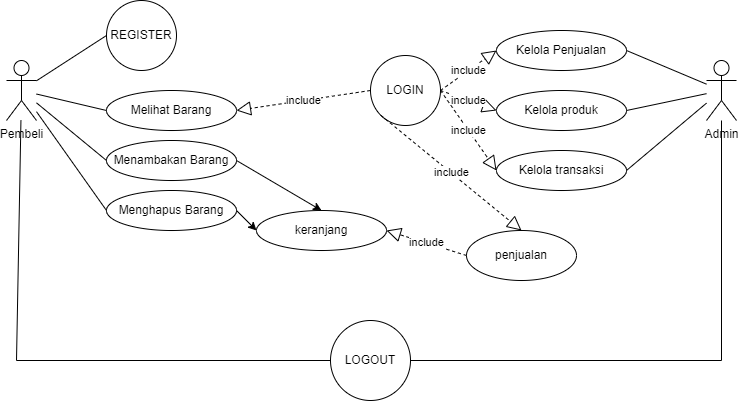 REGISTER
Kelola Penjualan
include
LOGIN
Melihat Barang
include
include
Kelola produk
Pembeli
include
Admin
Menambakan Barang
include
Kelola transaksi
Menghapus Barang
keranjang
include
penjualan
LOGOUT